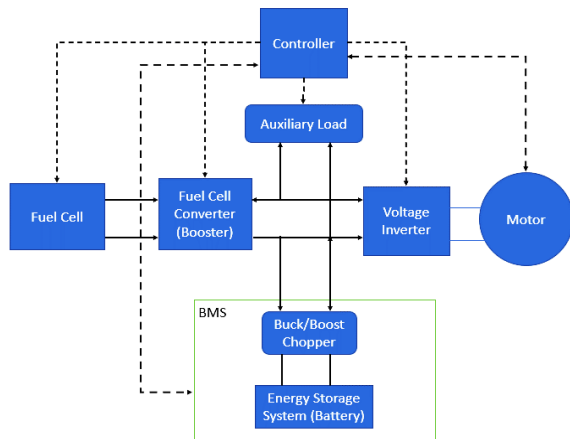 Controller
Auxiliary Load
Fuel Cell
Fuel Cell
Converter
(Booster)
Voltage
Inverter
Motor
BMS
Buck/Boost
Chopper
Energy Storage
System (Battery)